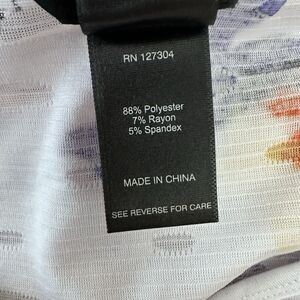 RN 127304
88% Polyester
7% Rayon
5% Spandex
MADE IN CHINA
SEE REVERSE FOR CARE